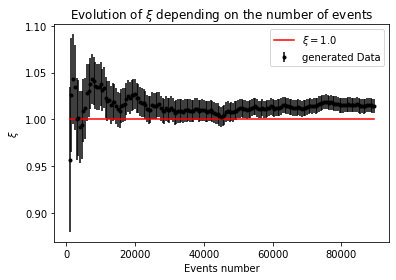 Evolution of ξ depending on the number of events
ξ = 1.0
generated Data
1.10
1.05
1.00
0.95
0.90
ξ
0 20000 40000 60000 80000
Events number